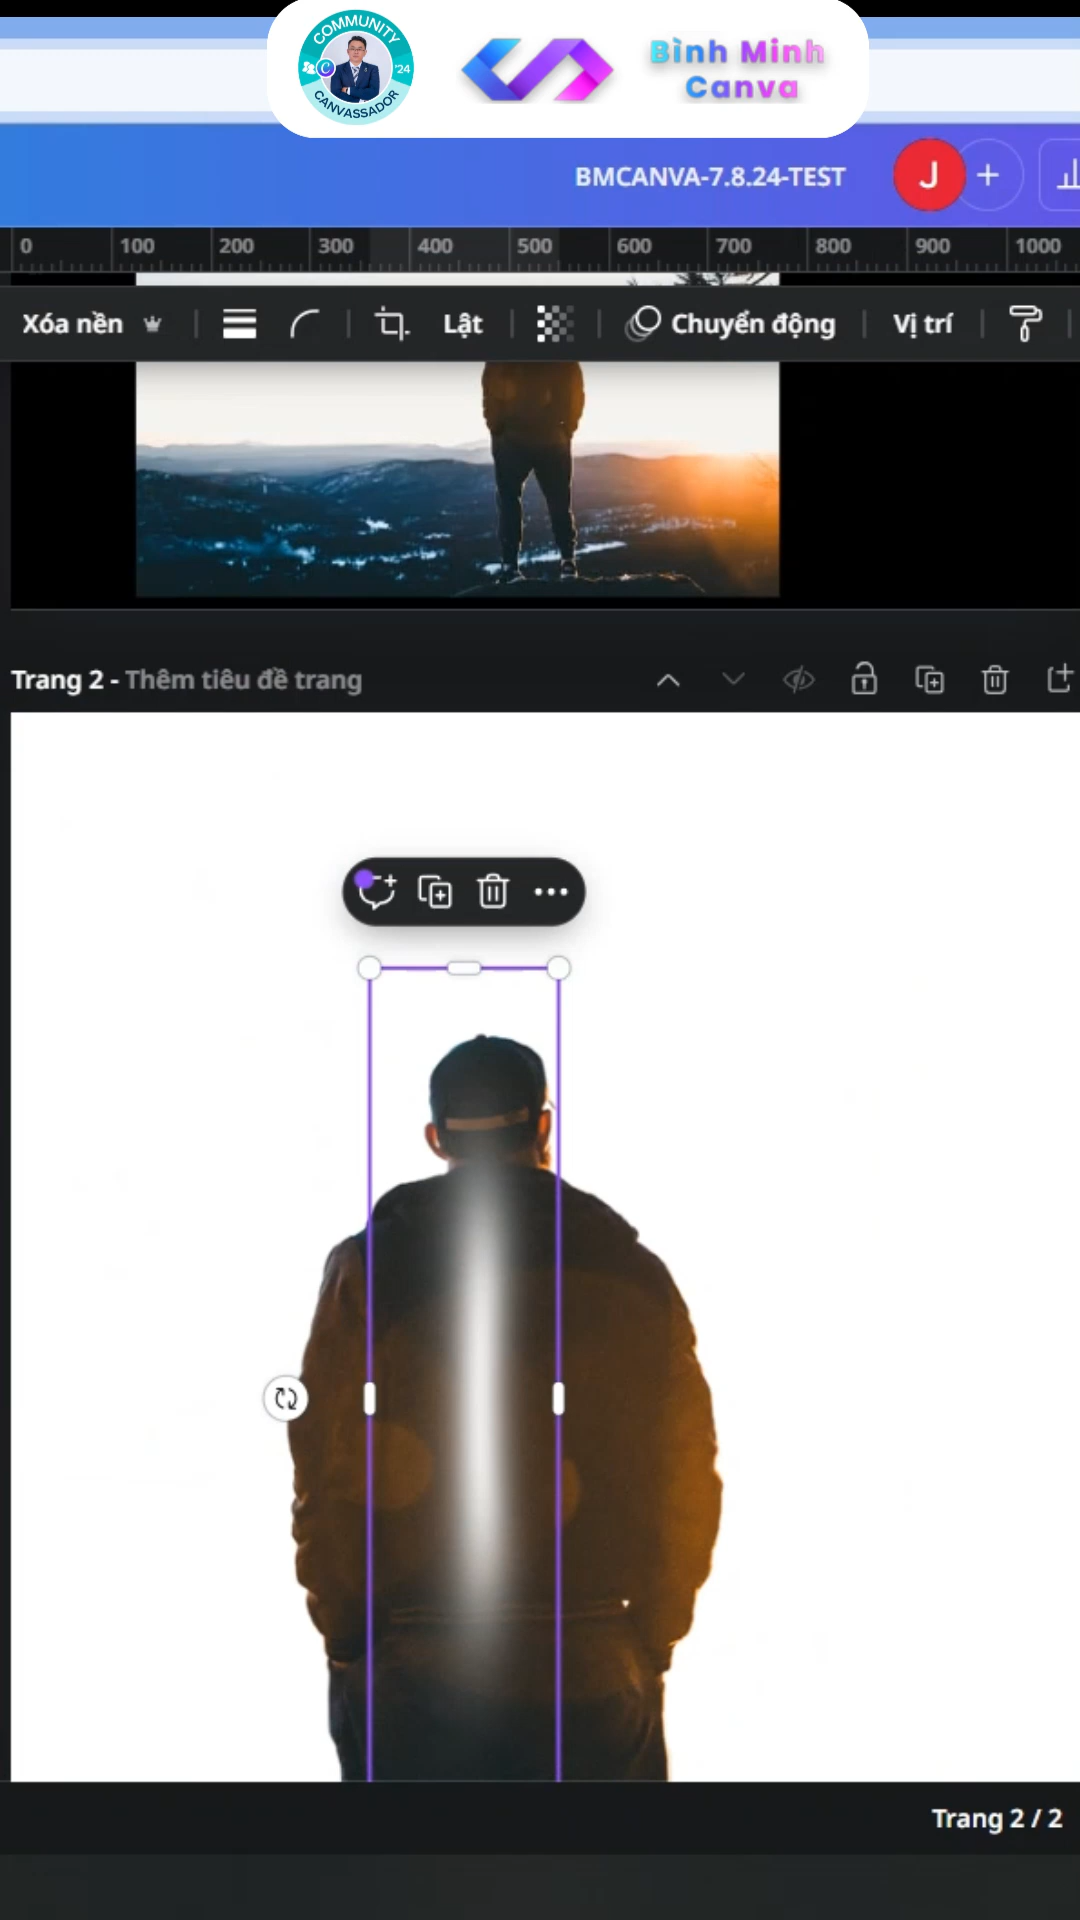 COMMUNITY
'24
CANVASSADOR
Bình Minh
Canva
BMCANVA-7.8.24-TEST
J
0 100 200 300 400 500 600 700 800 900 1000
Xóa nền
Lật
Chuyển động
Vị trí
Trang 2 - Thêm tiêu đề trang
Trang 2 / 2